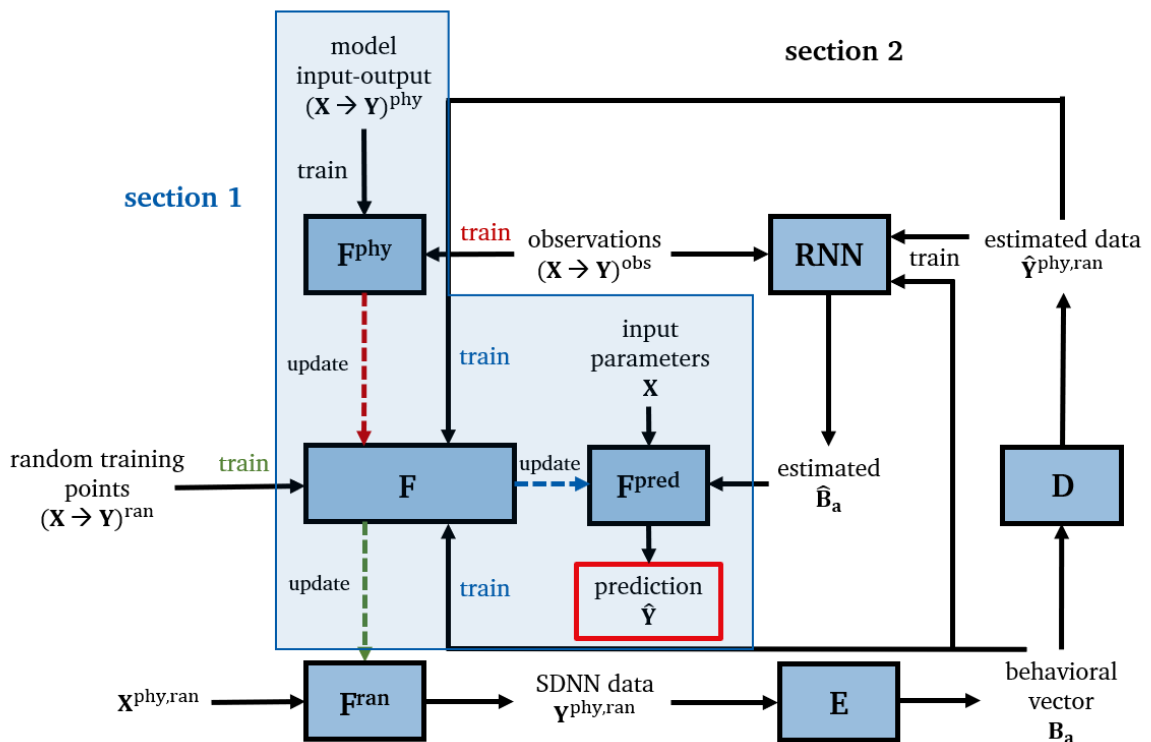 model
input-output
(X → Y)^phy
section 2
train
section 1
F^phy
train
observations
(X → Y)^obs
RNN
train
estimated data
Ŷ^phy,ran
update
train
input
parameters
X
random training
points
(X → Y)^ran
train
F
update
F^pred
estimated
B̂_a
D
update
train
prediction
Ŷ
X^phy,ran
F^ran
SDNN data
Y^phy,ran
E
behavioral
vector
B_a